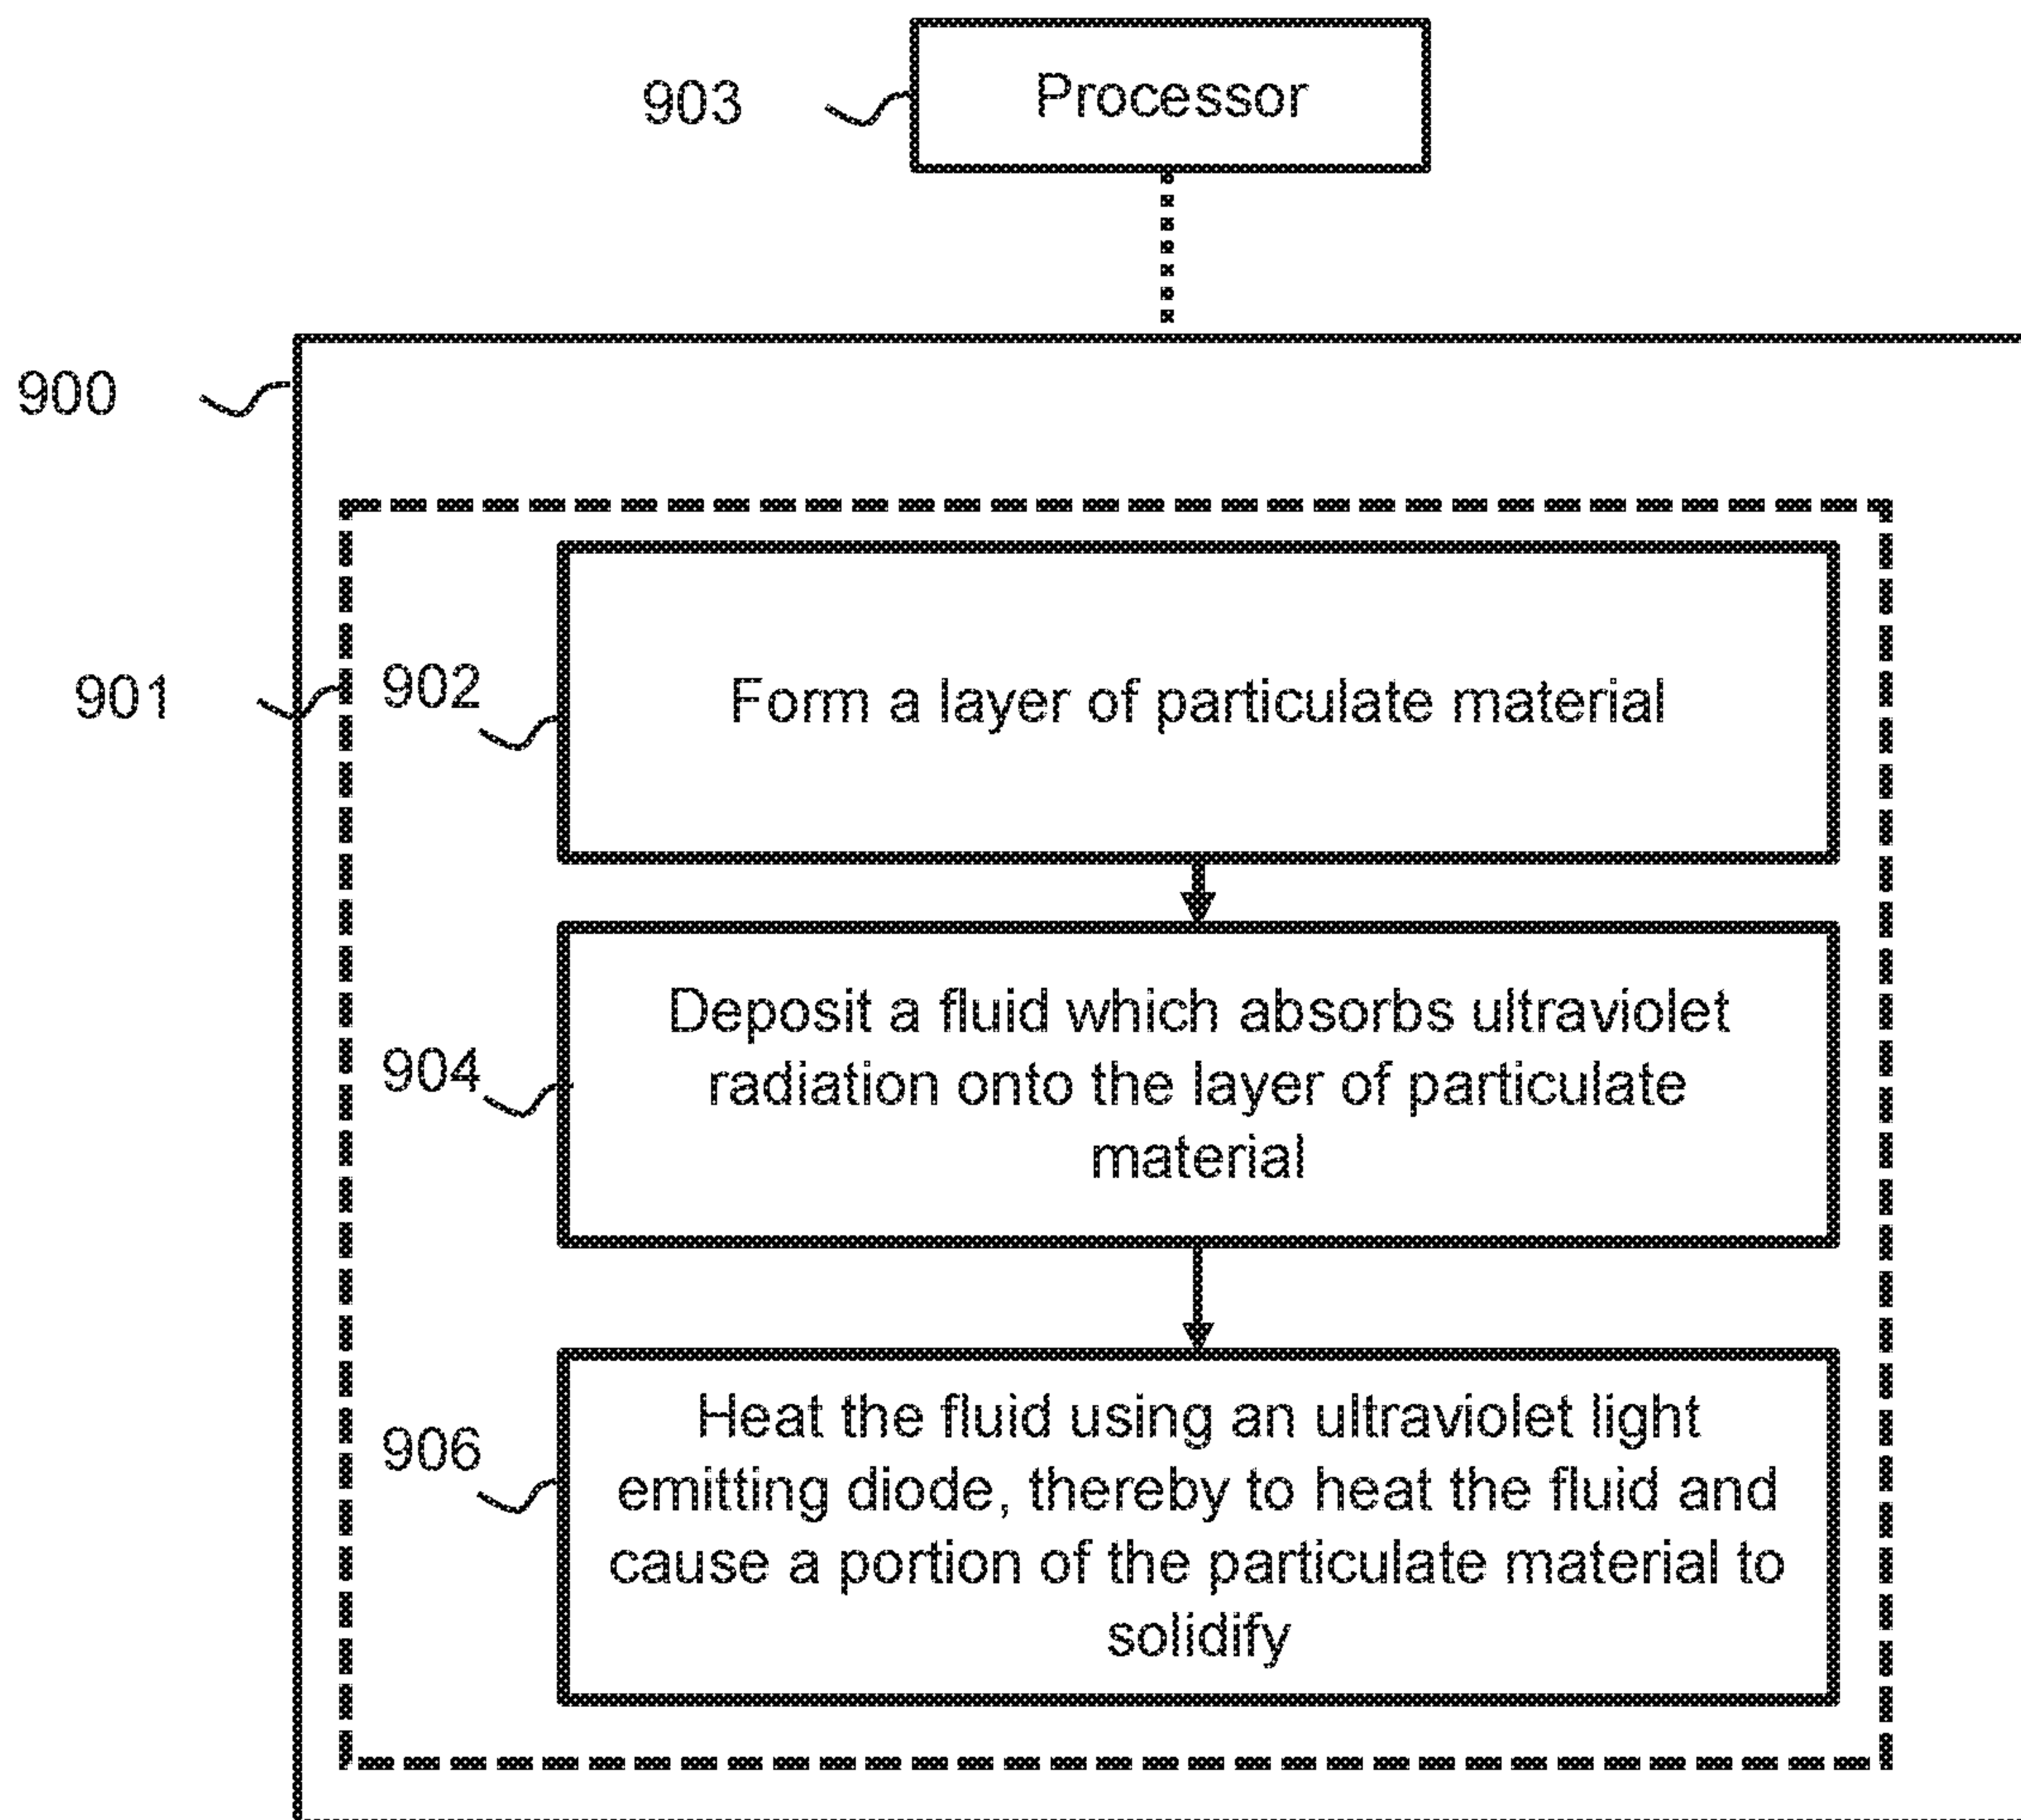 903
Processor
900
901
902
Form a layer of particulate material
904
Deposit a fluid which absorbs ultraviolet
radiation onto the layer of particulate
material
906
Heat the fluid using an ultraviolet light
emitting diode, thereby to heat the fluid and
cause a portion of the particulate material to
solidify